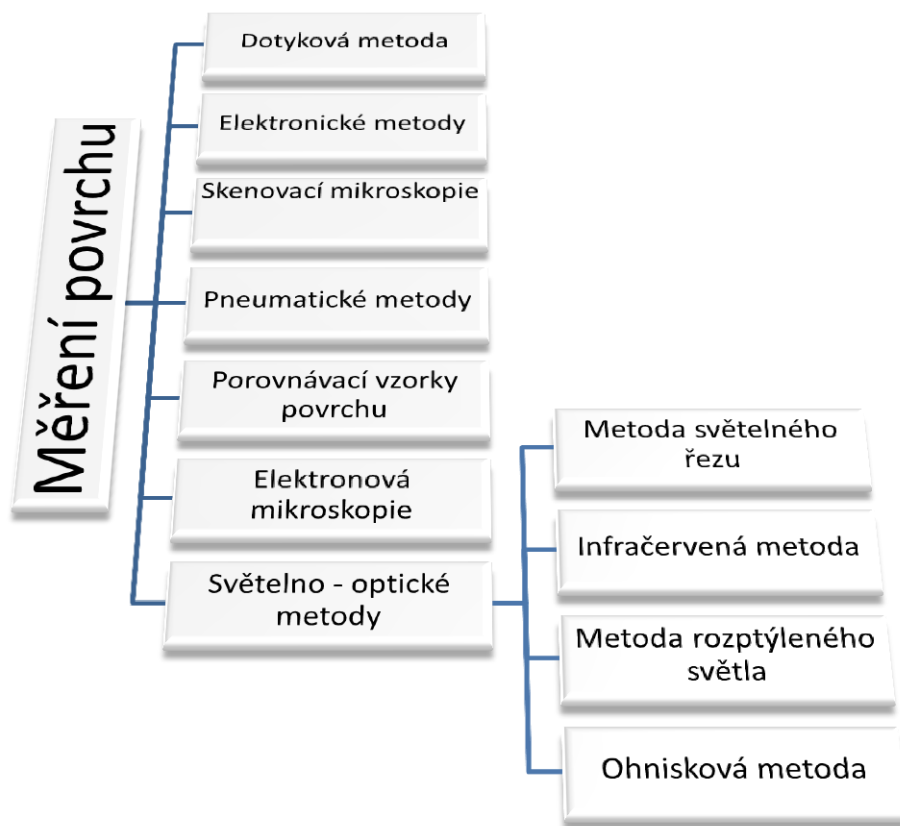 Měření povrchu
Dotyková metoda
Elektronické metody
Skenovací mikroskopie
Pneumatické metody
Porovnávací vzorky
povrchu
Elektronová
mikroskopie
Světelno - optické
metody
Metoda světelného
řezu
Infračervená metoda
Metoda rozptýleného
světla
Ohnisková metoda